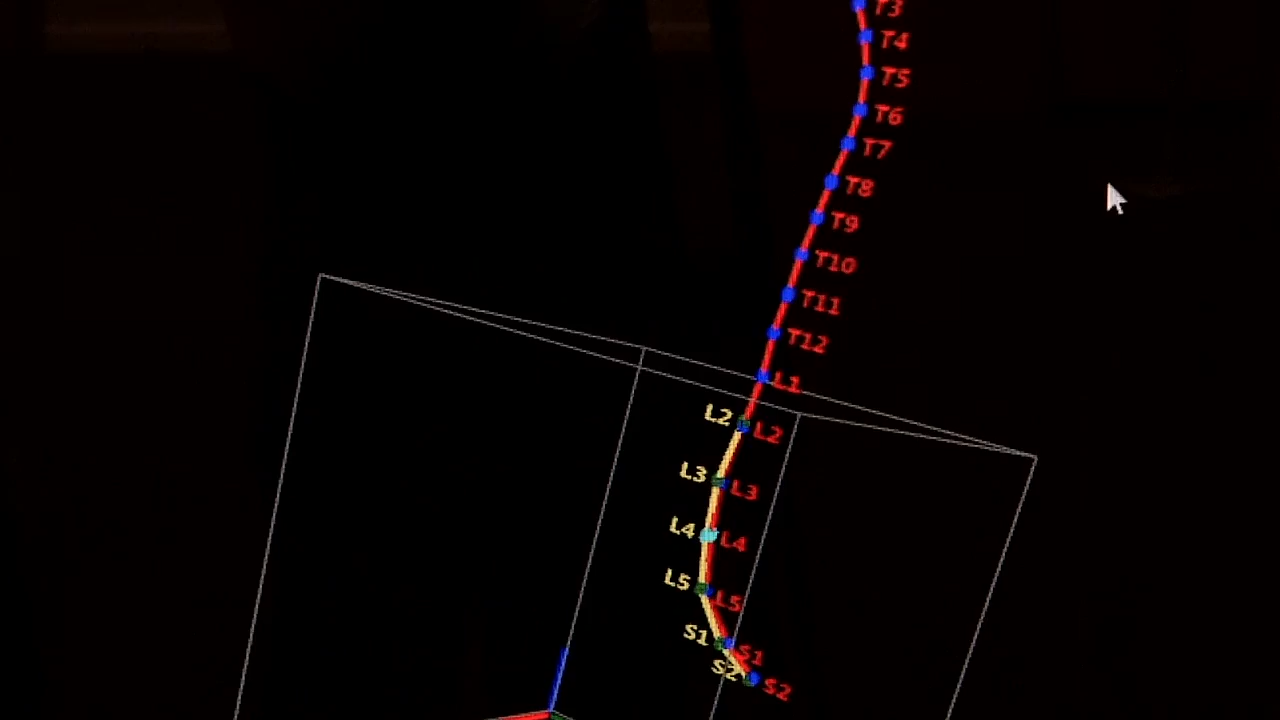 T3
T4
T5
T6
T7
T8
T9
T10
T11
T12
L1
L2 L2
L3 L3
L4 L4
L5 L5
S1 S1
S2 S2